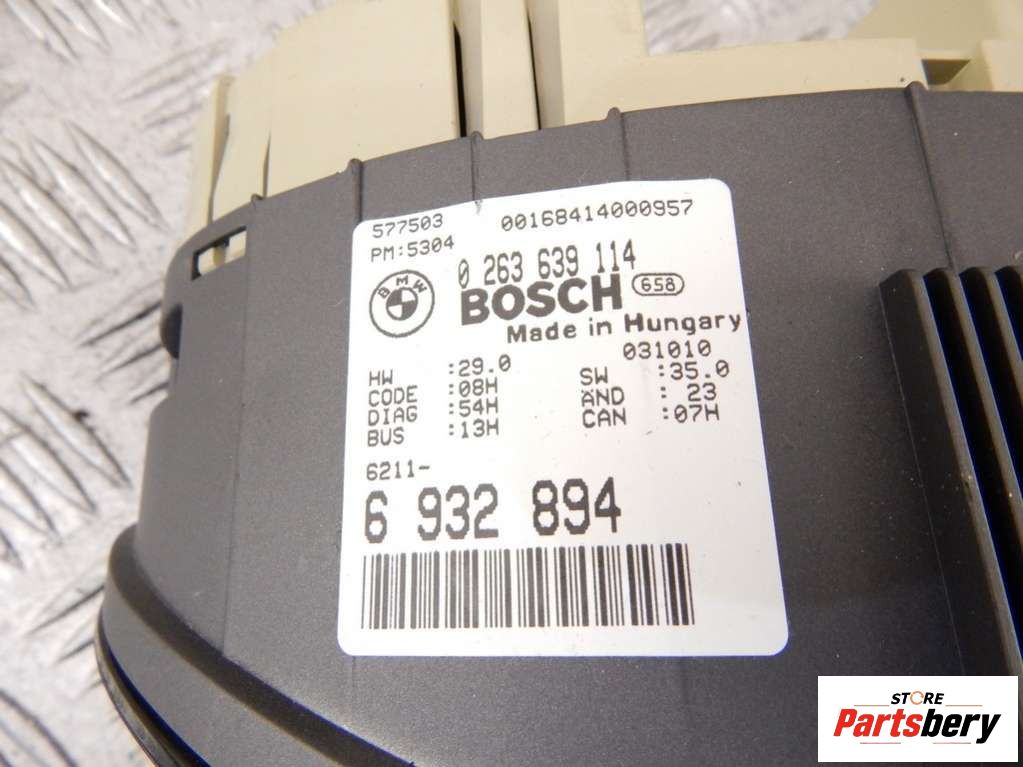 577503 00168414000957
PM:5304
0 263 639 114
BMW BOSCH 658
Made in Hungary
031010
HW :29.0 SW :35.0
CODE :08H ÄND : 23
DIAG :54H CAN :07H
BUS :13H
6211-
6 932 894
STORE
Partsbery